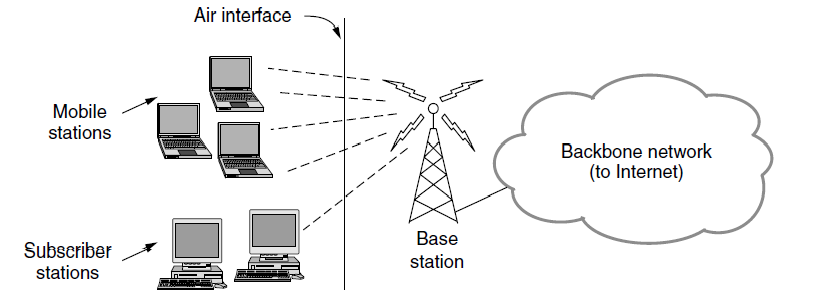 Air interface
Mobile
stations
Backbone network
(to Internet)
Subscriber
stations
Base
station